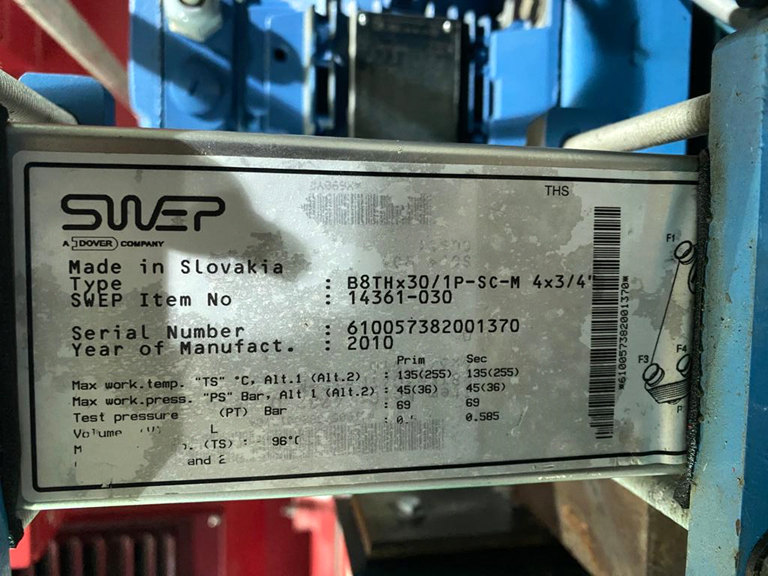 THS
SWEP
A DOVER COMPANY
Made in Slovakia
Type : B8THx30/1P-SC-M 4x3/4"
SWEP Item No : 14361-030
Serial Number : 610057382001370
Year of Manufact. : 2010
Prim Sec
Max work.temp. "TS" °C, Alt.1 (Alt.2) : 135(255) 135(255)
Max work.press. "PS" Bar, Alt 1 (Alt.2) : 45(36) 45(36)
Test pressure (PT) Bar : 69 69
Volume L 0.585
(TS) : -96°C
and 2
*610057382001370*
F1
F3
F4
P